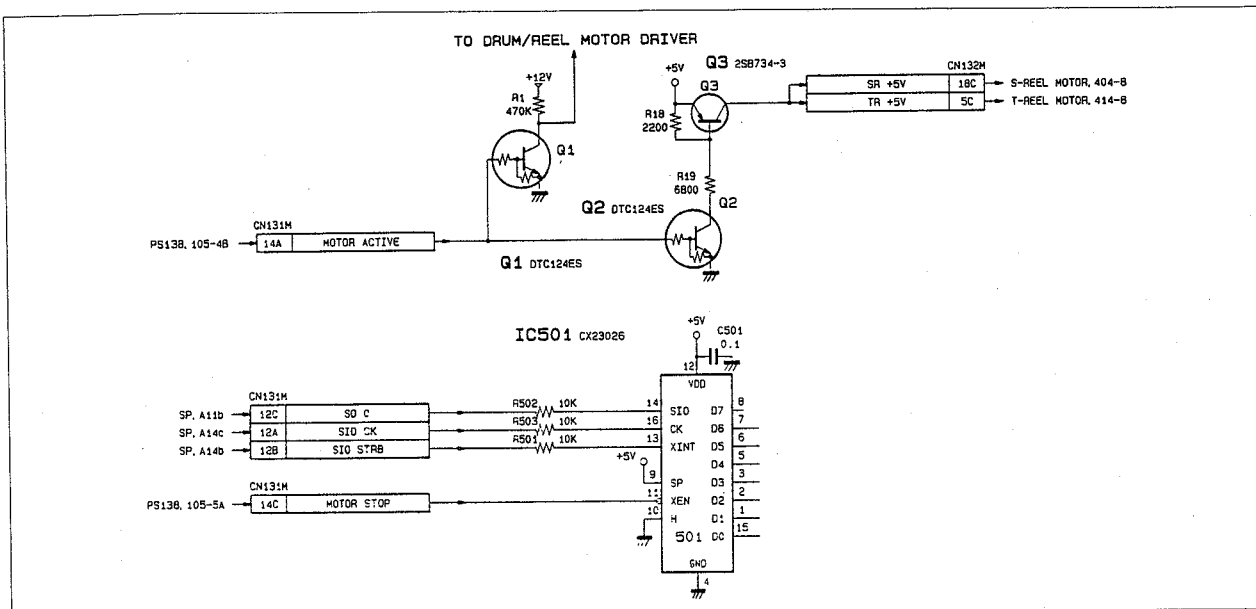 TO DRUM/REEL MOTOR DRIVER
+12V
R1
470K
Q1
+5V
Q3 2SB734-3
Q3
R18
2200
R19
6800
CN132M
SR +5V 18C S-REEL MOTOR, 404-8
TR +5V 5C T-REEL MOTOR, 414-8
Q2 DTC124ES
Q2
CN131M
PS138, 105-4B 14A MOTOR ACTIVE
Q1 DTC124ES
IC501 CX23026
+5V
C501
0.1
12
VDD
CN131M
SP, A11b 12C SO C R502 10K 14 SIO D7 8
SP, A14c 12A SIO CK R503 10K 16 CK D6 7
SP, A14b 12B SIO STRB R501 10K 13 XINT D5 6
D4 5
+5V 9 SP D3 3
CN131M
PS138, 105-5A 14C MOTOR STOP 11 XEN D2 2
10 H D1 1
501 DC 15
GND
4